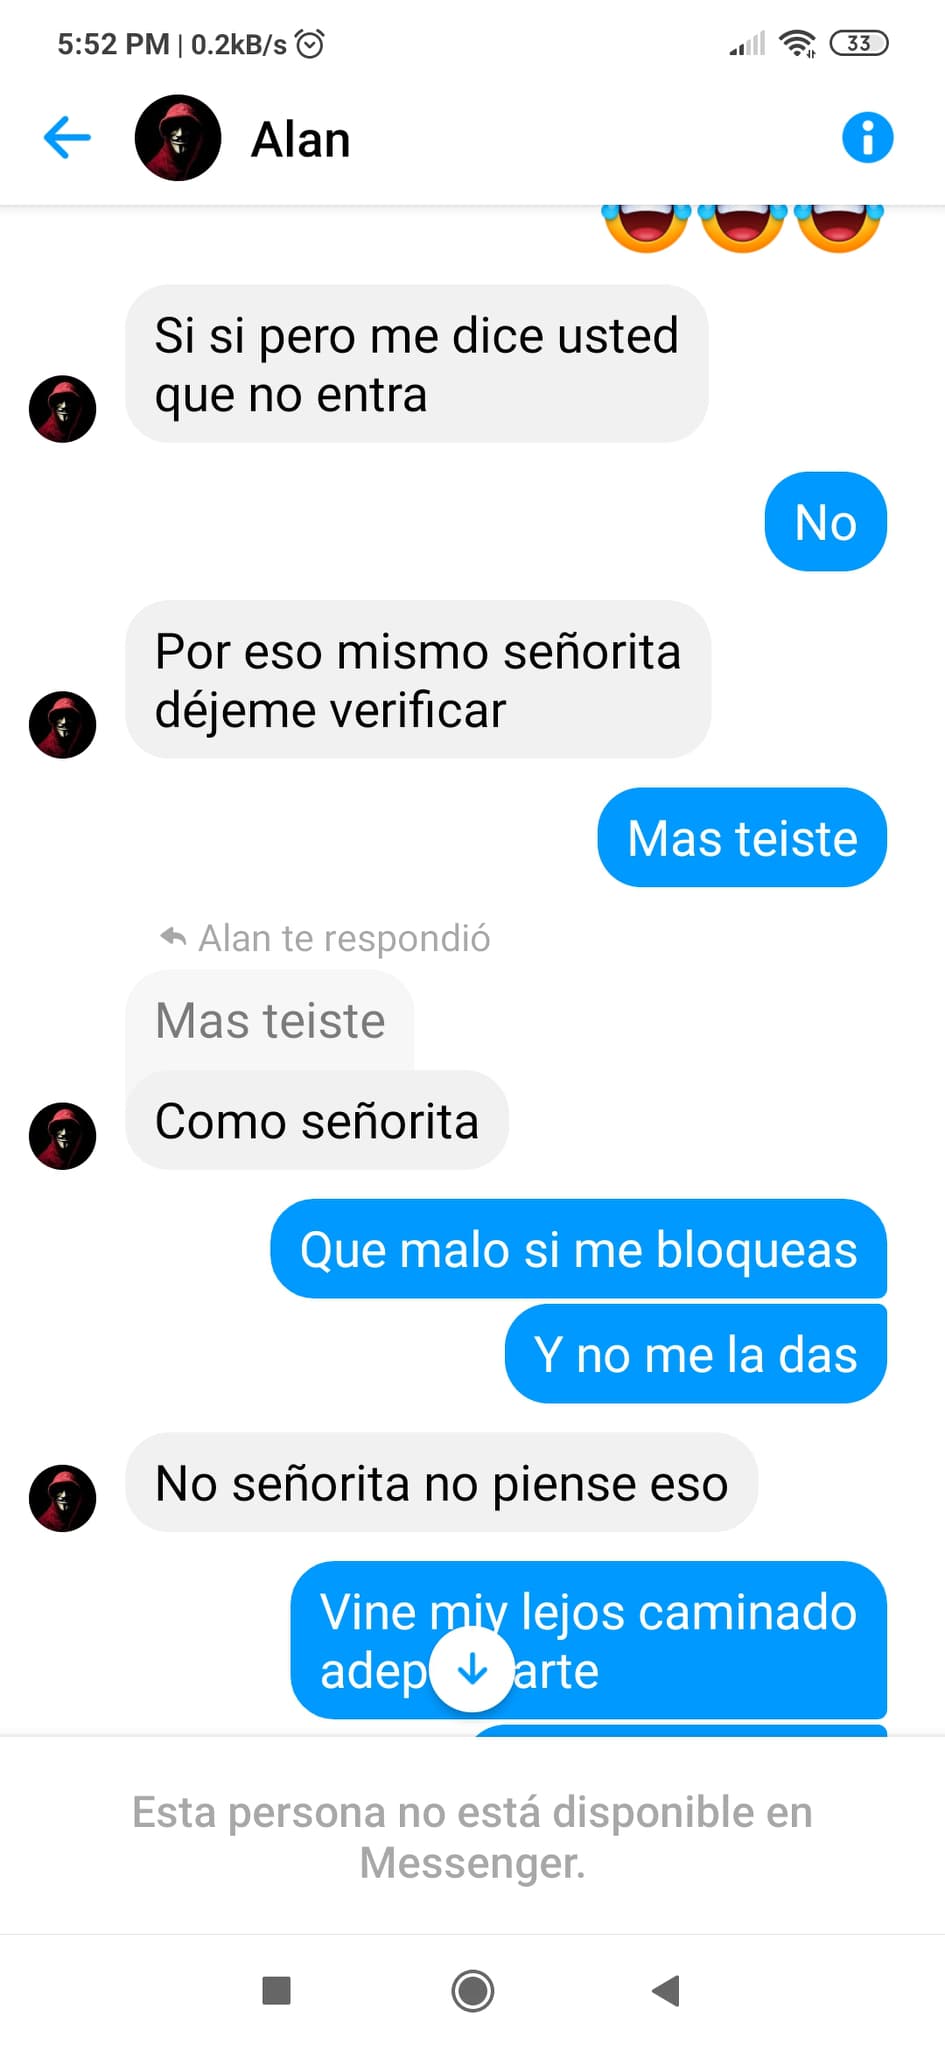 5:52 PM | 0.2kB/s
33
Alan
Si si pero me dice usted
que no entra
No
Por eso mismo señorita
déjeme verificar
Mas teiste
Alan te respondió
Mas teiste
Como señorita
Que malo si me bloqueas
Y no me la das
No señorita no piense eso
Vine miy lejos caminado
Esta persona no está disponible en
Messenger.